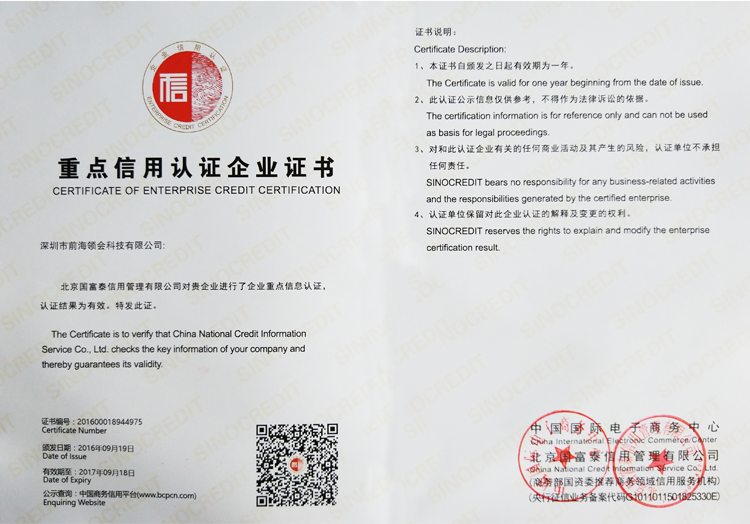 企业信用认证
信
ENTERPRISE CREDIT CERTIFICATION
重点信用认证企业证书
CERTIFICATE OF ENTERPRISE CREDIT CERTIFICATION
深圳市前海领会科技有限公司:
北京国富泰信用管理有限公司对贵企业进行了企业重点信息认证，
认证结果为有效。特发此证。
The Certificate is to verify that China National Credit Information
Service Co., Ltd. checks the key information of your company and
thereby guarantees its validity.
证书编号：201600018944975
Certificate Number
颁发日期：2016年09月19日
Date of Issue
有效期至：2017年09月18日
Date of Expiry
公示查询：中国商务信用平台(www.bcpcn.com)
Enquiring Website
证书说明：
Certificate Description:
1、本证书自颁发之日起有效期为一年。
The Certificate is valid for one year beginning from the date of issue.
2、此认证公示信息仅供参考，不得作为法律诉讼的依据。
The certification information is for reference only and can not be used
as basis for legal proceedings.
3、对和此认证企业有关的任何商业活动及其产生的风险，认证单位不承担
任何责任。
SINOCREDIT bears no responsibility for any business-related activities
and the responsibilities generated by the certified enterprise.
4、认证单位保留对此企业认证的解释及变更的权利。
SINOCREDIT reserves the rights to explain and modify the enterprise
certification result.
中国国际电子商务中心
China International Electronic Commerce Center
北京国富泰信用管理有限公司
China National Credit Information Service Co., Ltd.
(商务部国资委推荐商务领域信用服务机构)
(央行征信业务备案代码G1011011501825330E)
SINOCREDIT